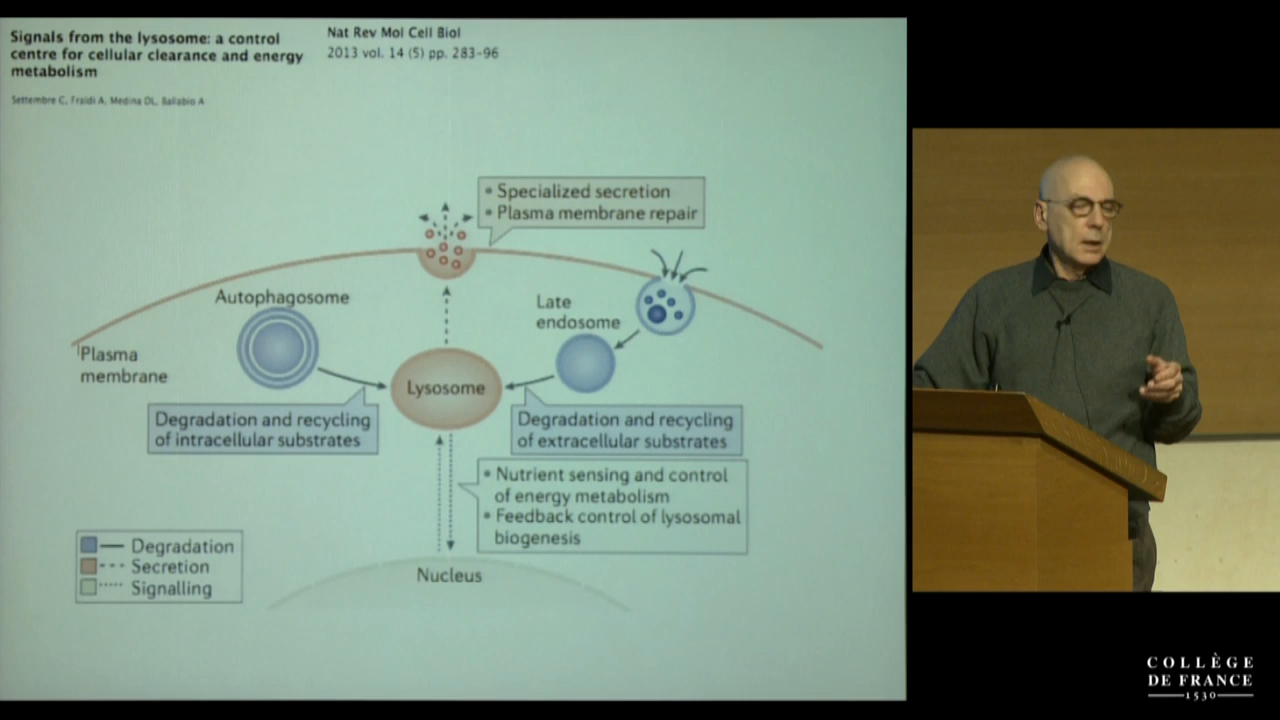 Signals from the lysosome: a control
centre for cellular clearance and energy
metabolism
Nat Rev Mol Cell Biol
2013 vol. 14 (5) pp. 283–96
Settembre C, Fraldi A, Medina DL, Ballabio A
• Specialized secretion
• Plasma membrane repair
Autophagosome
Late
endosome
Plasma
membrane
Lysosome
Degradation and recycling
of intracellular substrates
Degradation and recycling
of extracellular substrates
• Nutrient sensing and control
of energy metabolism
• Feedback control of lysosomal
biogenesis
Degradation
Secretion
Signalling
Nucleus
COLLÈGE
DE FRANCE
1530